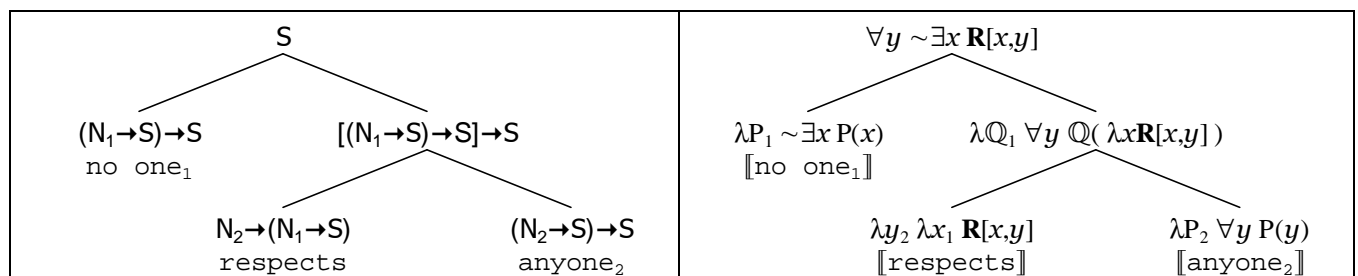 S
(N₁→S)→S [(N₁→S)→S]→S
no one₁
N₂→(N₁→S) (N₂→S)→S
respects anyone₂
∀y ~∃x R[x,y]
λP₁ ~∃x P(x) λℚ₁ ∀y ℚ( λxR[x,y] )
⟦no one₁⟧
λy₂ λx₁ R[x,y] λP₂ ∀y P(y)
⟦respects⟧ ⟦anyone₂⟧